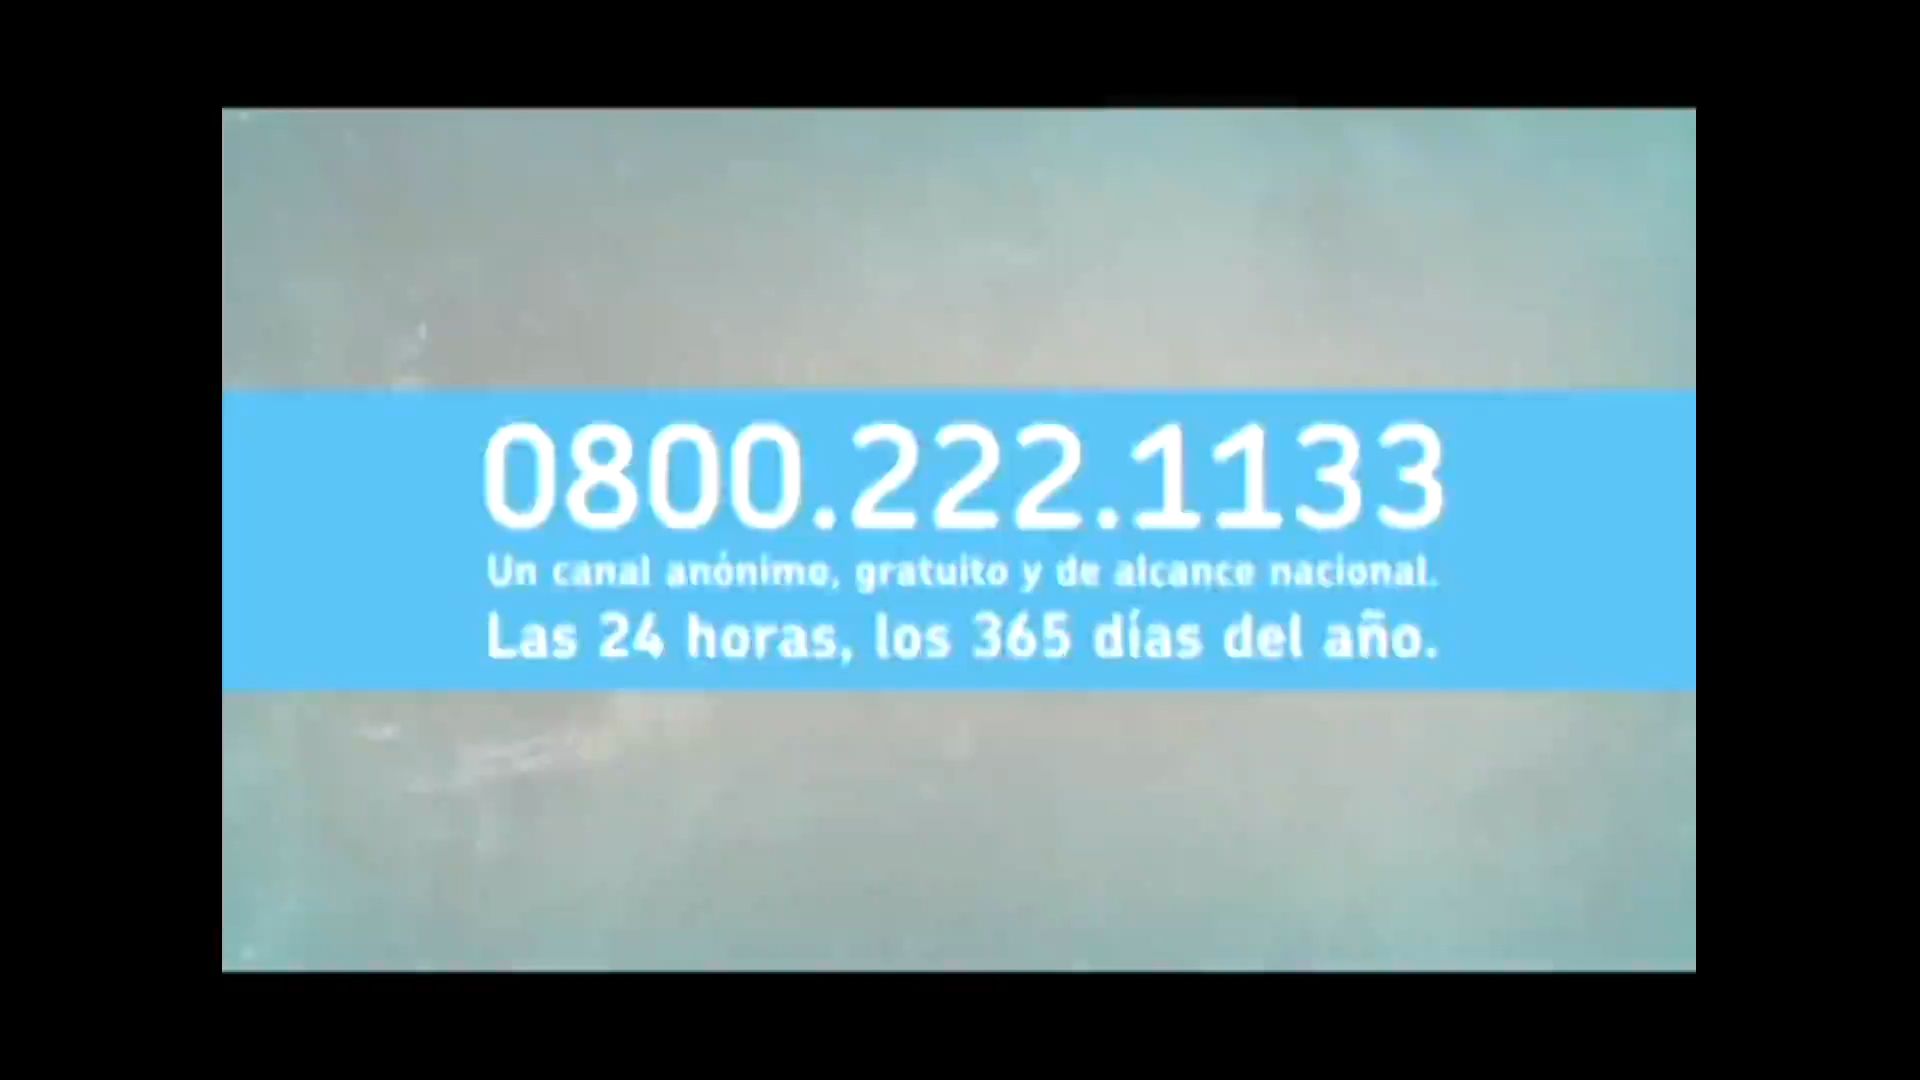 0800.222.1133
Un canal anónimo, gratuito y de alcance nacional.
Las 24 horas, los 365 días del año.